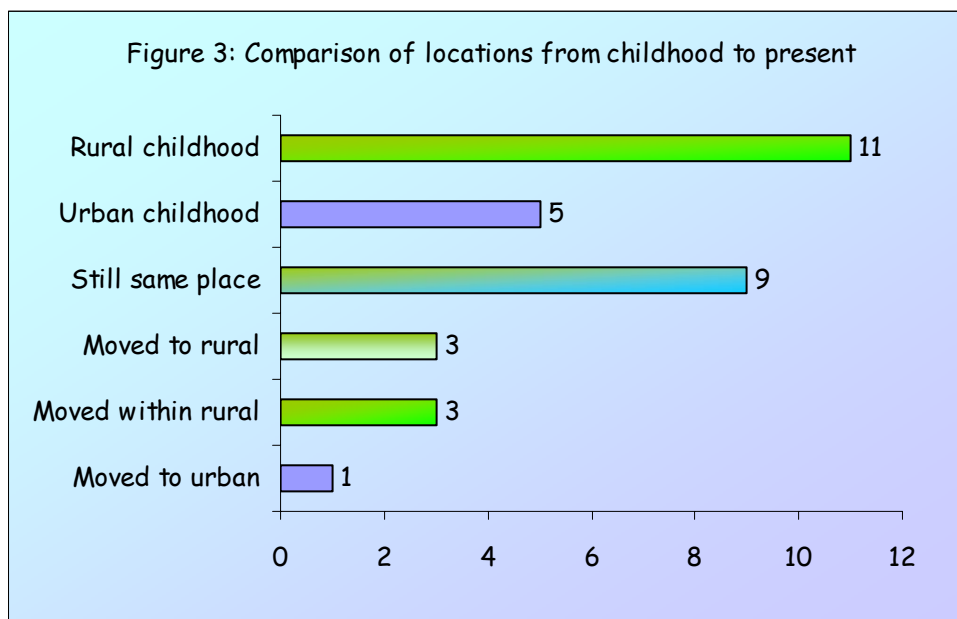 Figure 3: Comparison of locations from childhood to present
Rural childhood 11
Urban childhood 5
Still same place 9
Moved to rural 3
Moved within rural 3
Moved to urban 1
0 2 4 6 8 10 12